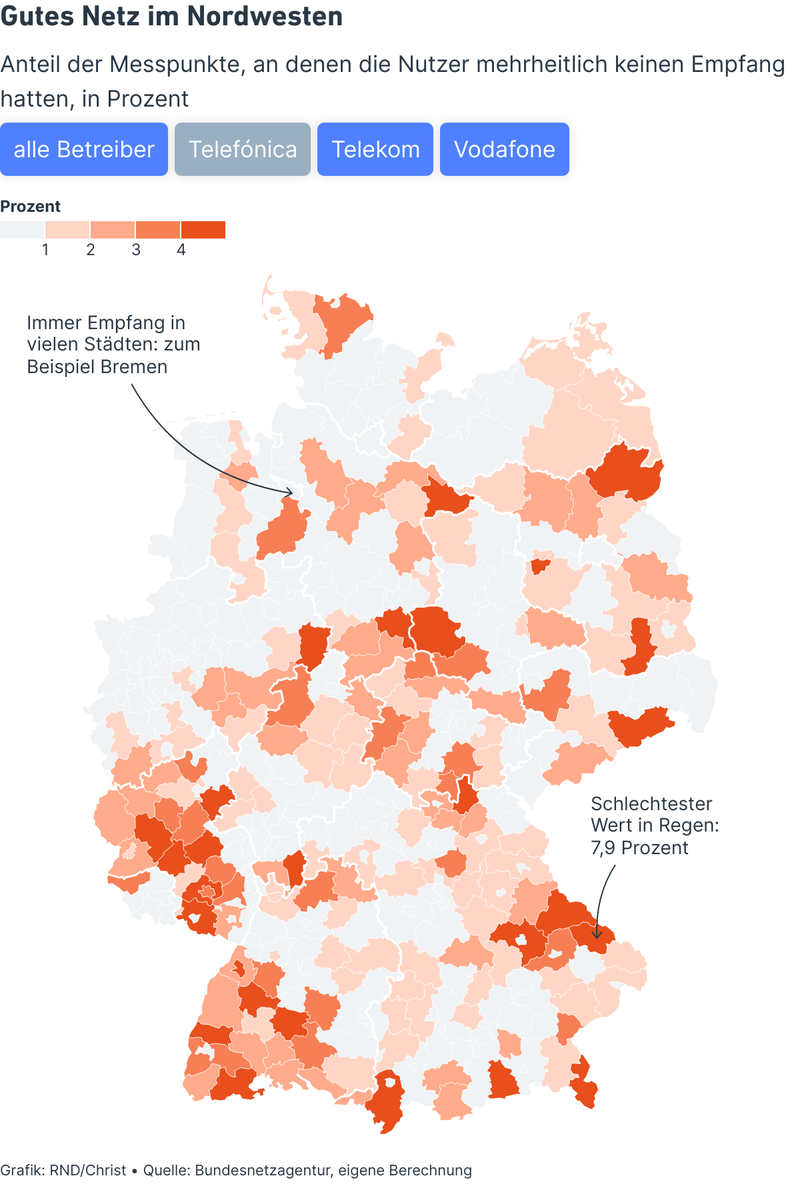 Gutes Netz im Nordwesten
Anteil der Messpunkte, an denen die Nutzer mehrheitlich keinen Empfang
hatten, in Prozent
alle Betreiber Telefónica Telekom Vodafone
Prozent
1 2 3 4
Immer Empfang in
vielen Städten: zum
Beispiel Bremen
Schlechtester
Wert in Regen:
7,9 Prozent
Grafik: RND/Christ • Quelle: Bundesnetzagentur, eigene Berechnung